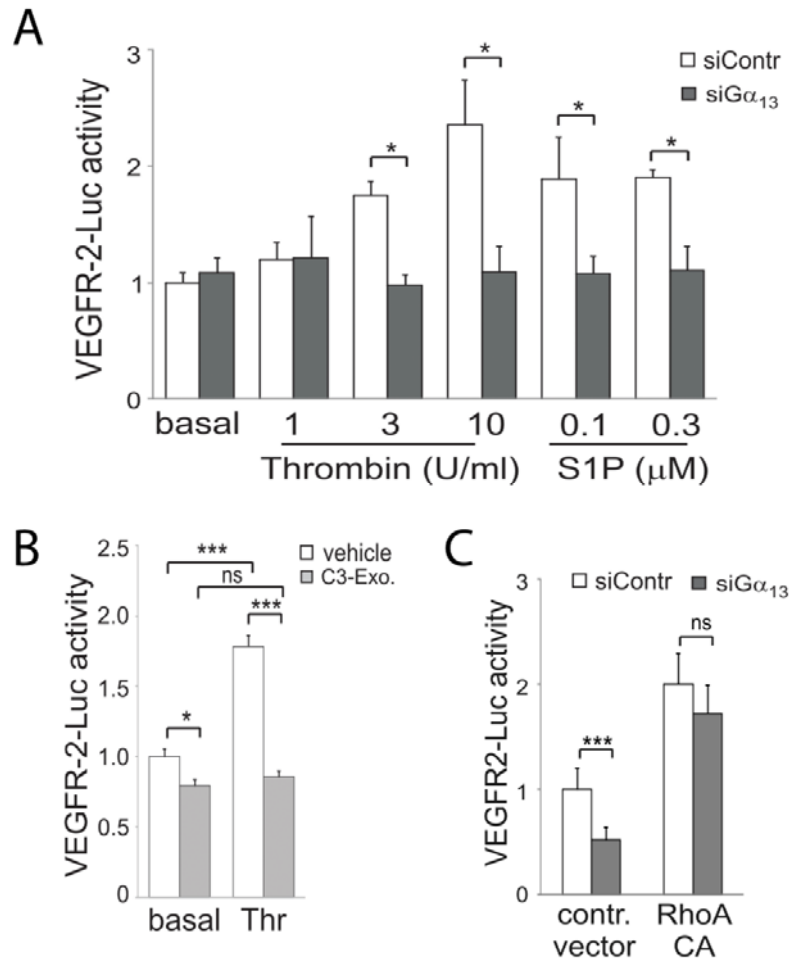 A
VEGFR-2-Luc activity
3
2
1
0
siContr
siGα₁₃
*
*
*
*
basal
1
3
10
0.1
0.3
Thrombin (U/ml)
S1P (μM)
B
VEGFR-2-Luc activity
2.5
2.0
1.5
1.0
0.5
0
vehicle
C3-Exo.
***
ns
***
*
basal
Thr
C
VEGFR2-Luc activity
3
2
1
0
siContr
siGα₁₃
ns
***
contr.
vector
RhoA
CA